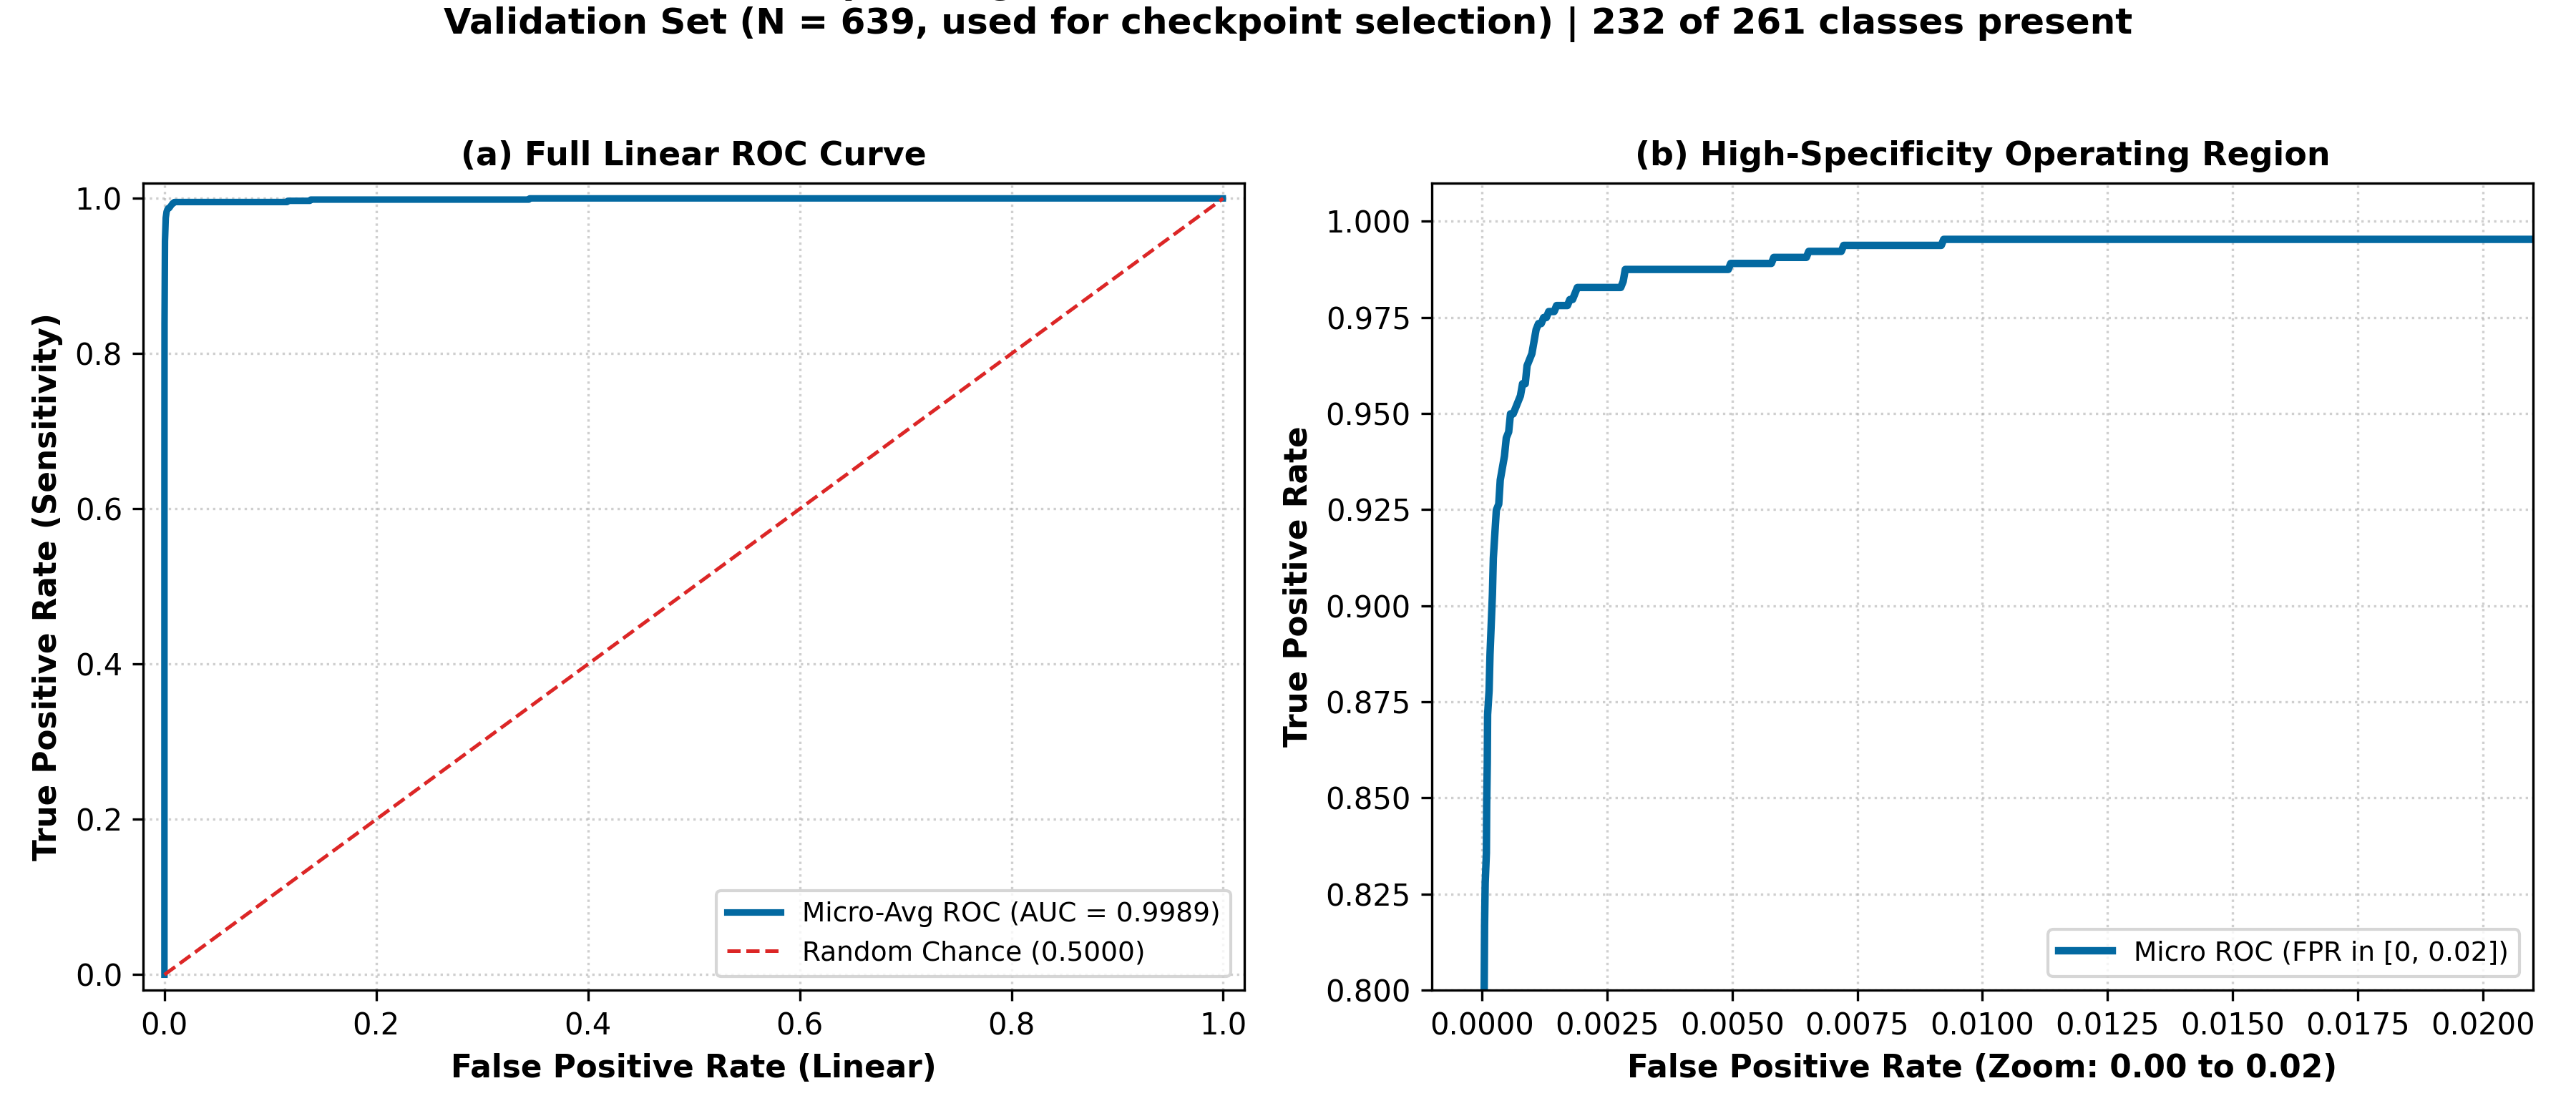 Validation Set (N = 639, used for checkpoint selection) | 232 of 261 classes present
(a) Full Linear ROC Curve
True Positive Rate (Sensitivity)
1.0
0.8
0.6
0.4
0.2
0.0
Micro-Avg ROC (AUC = 0.9989)
Random Chance (0.5000)
0.0 0.2 0.4 0.6 0.8 1.0
False Positive Rate (Linear)
(b) High-Specificity Operating Region
True Positive Rate
1.000
0.975
0.950
0.925
0.900
0.875
0.850
0.825
0.800
Micro ROC (FPR in [0, 0.02])
0.0000 0.0025 0.0050 0.0075 0.0100 0.0125 0.0150 0.0175 0.0200
False Positive Rate (Zoom: 0.00 to 0.02)